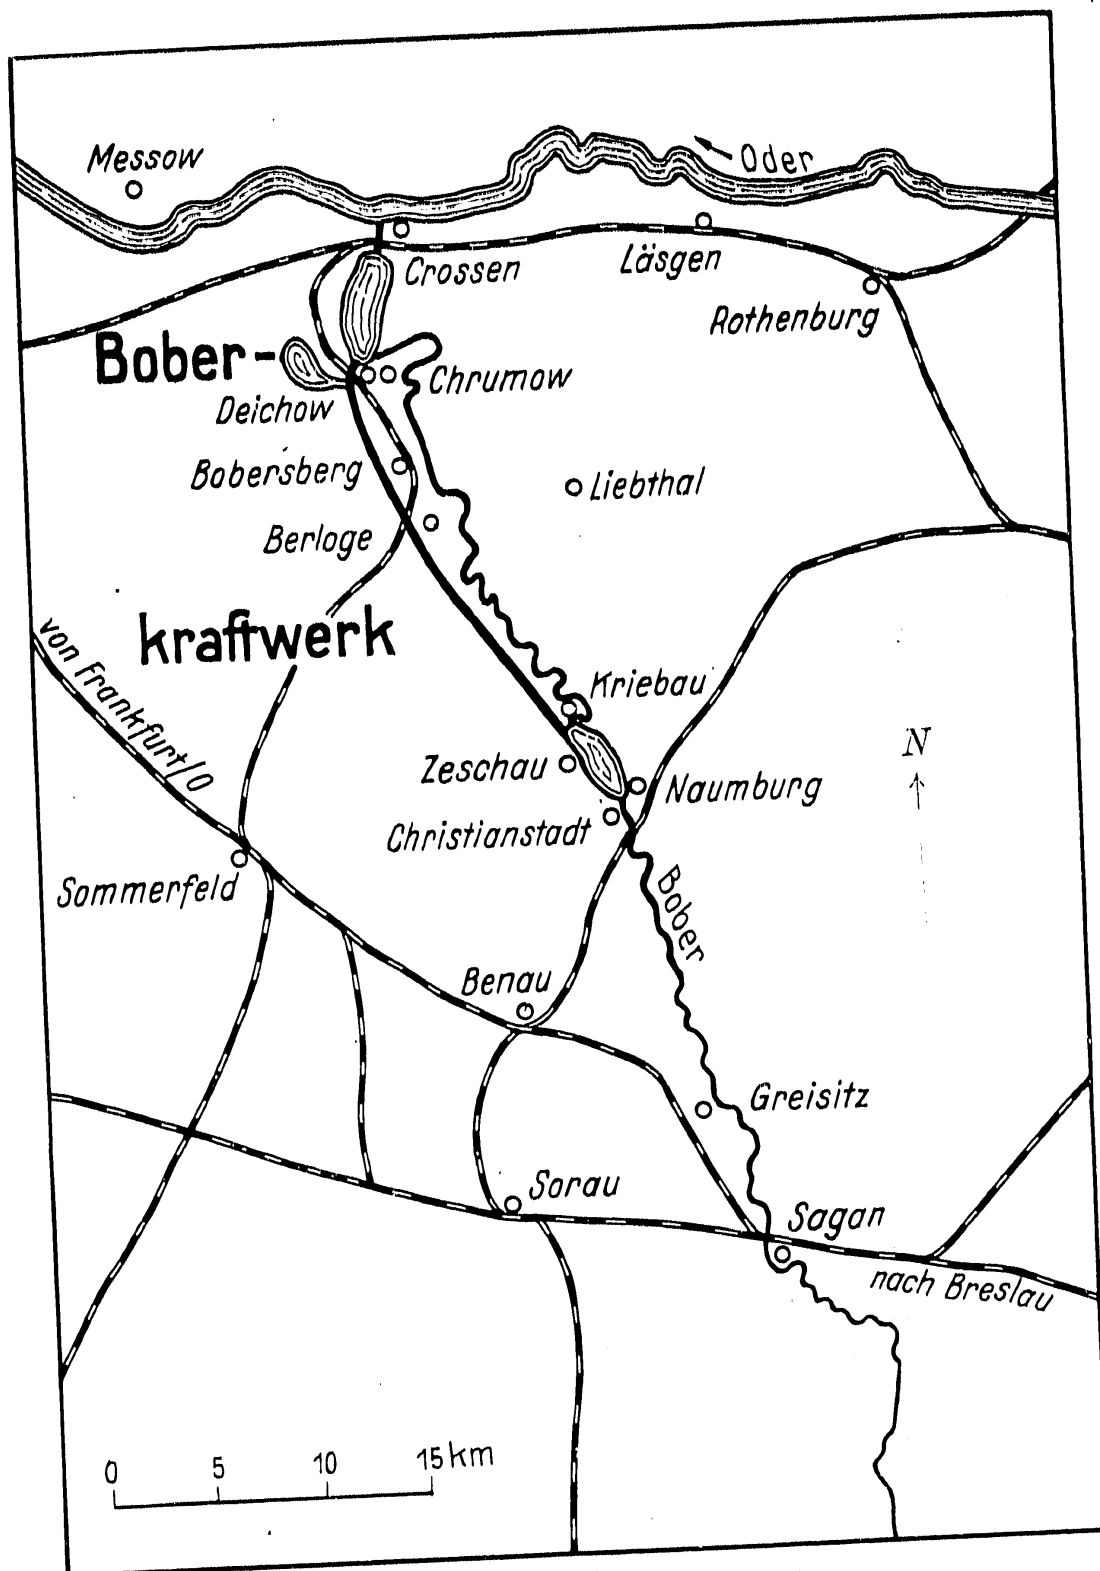 Messow
Oder
Crossen
Läsgen
Rothenburg
Bober-
Chrumow
Deichow
Bobersberg
Liebthal
Berloge
kraftwerk
von Frankfurt/O
Kriebau
N
Zeschau
Naumburg
Christianstadt
Bober
Sommerfeld
Benau
Greisitz
Sorau
Sagan
nach Breslau
0 5 10 15 km